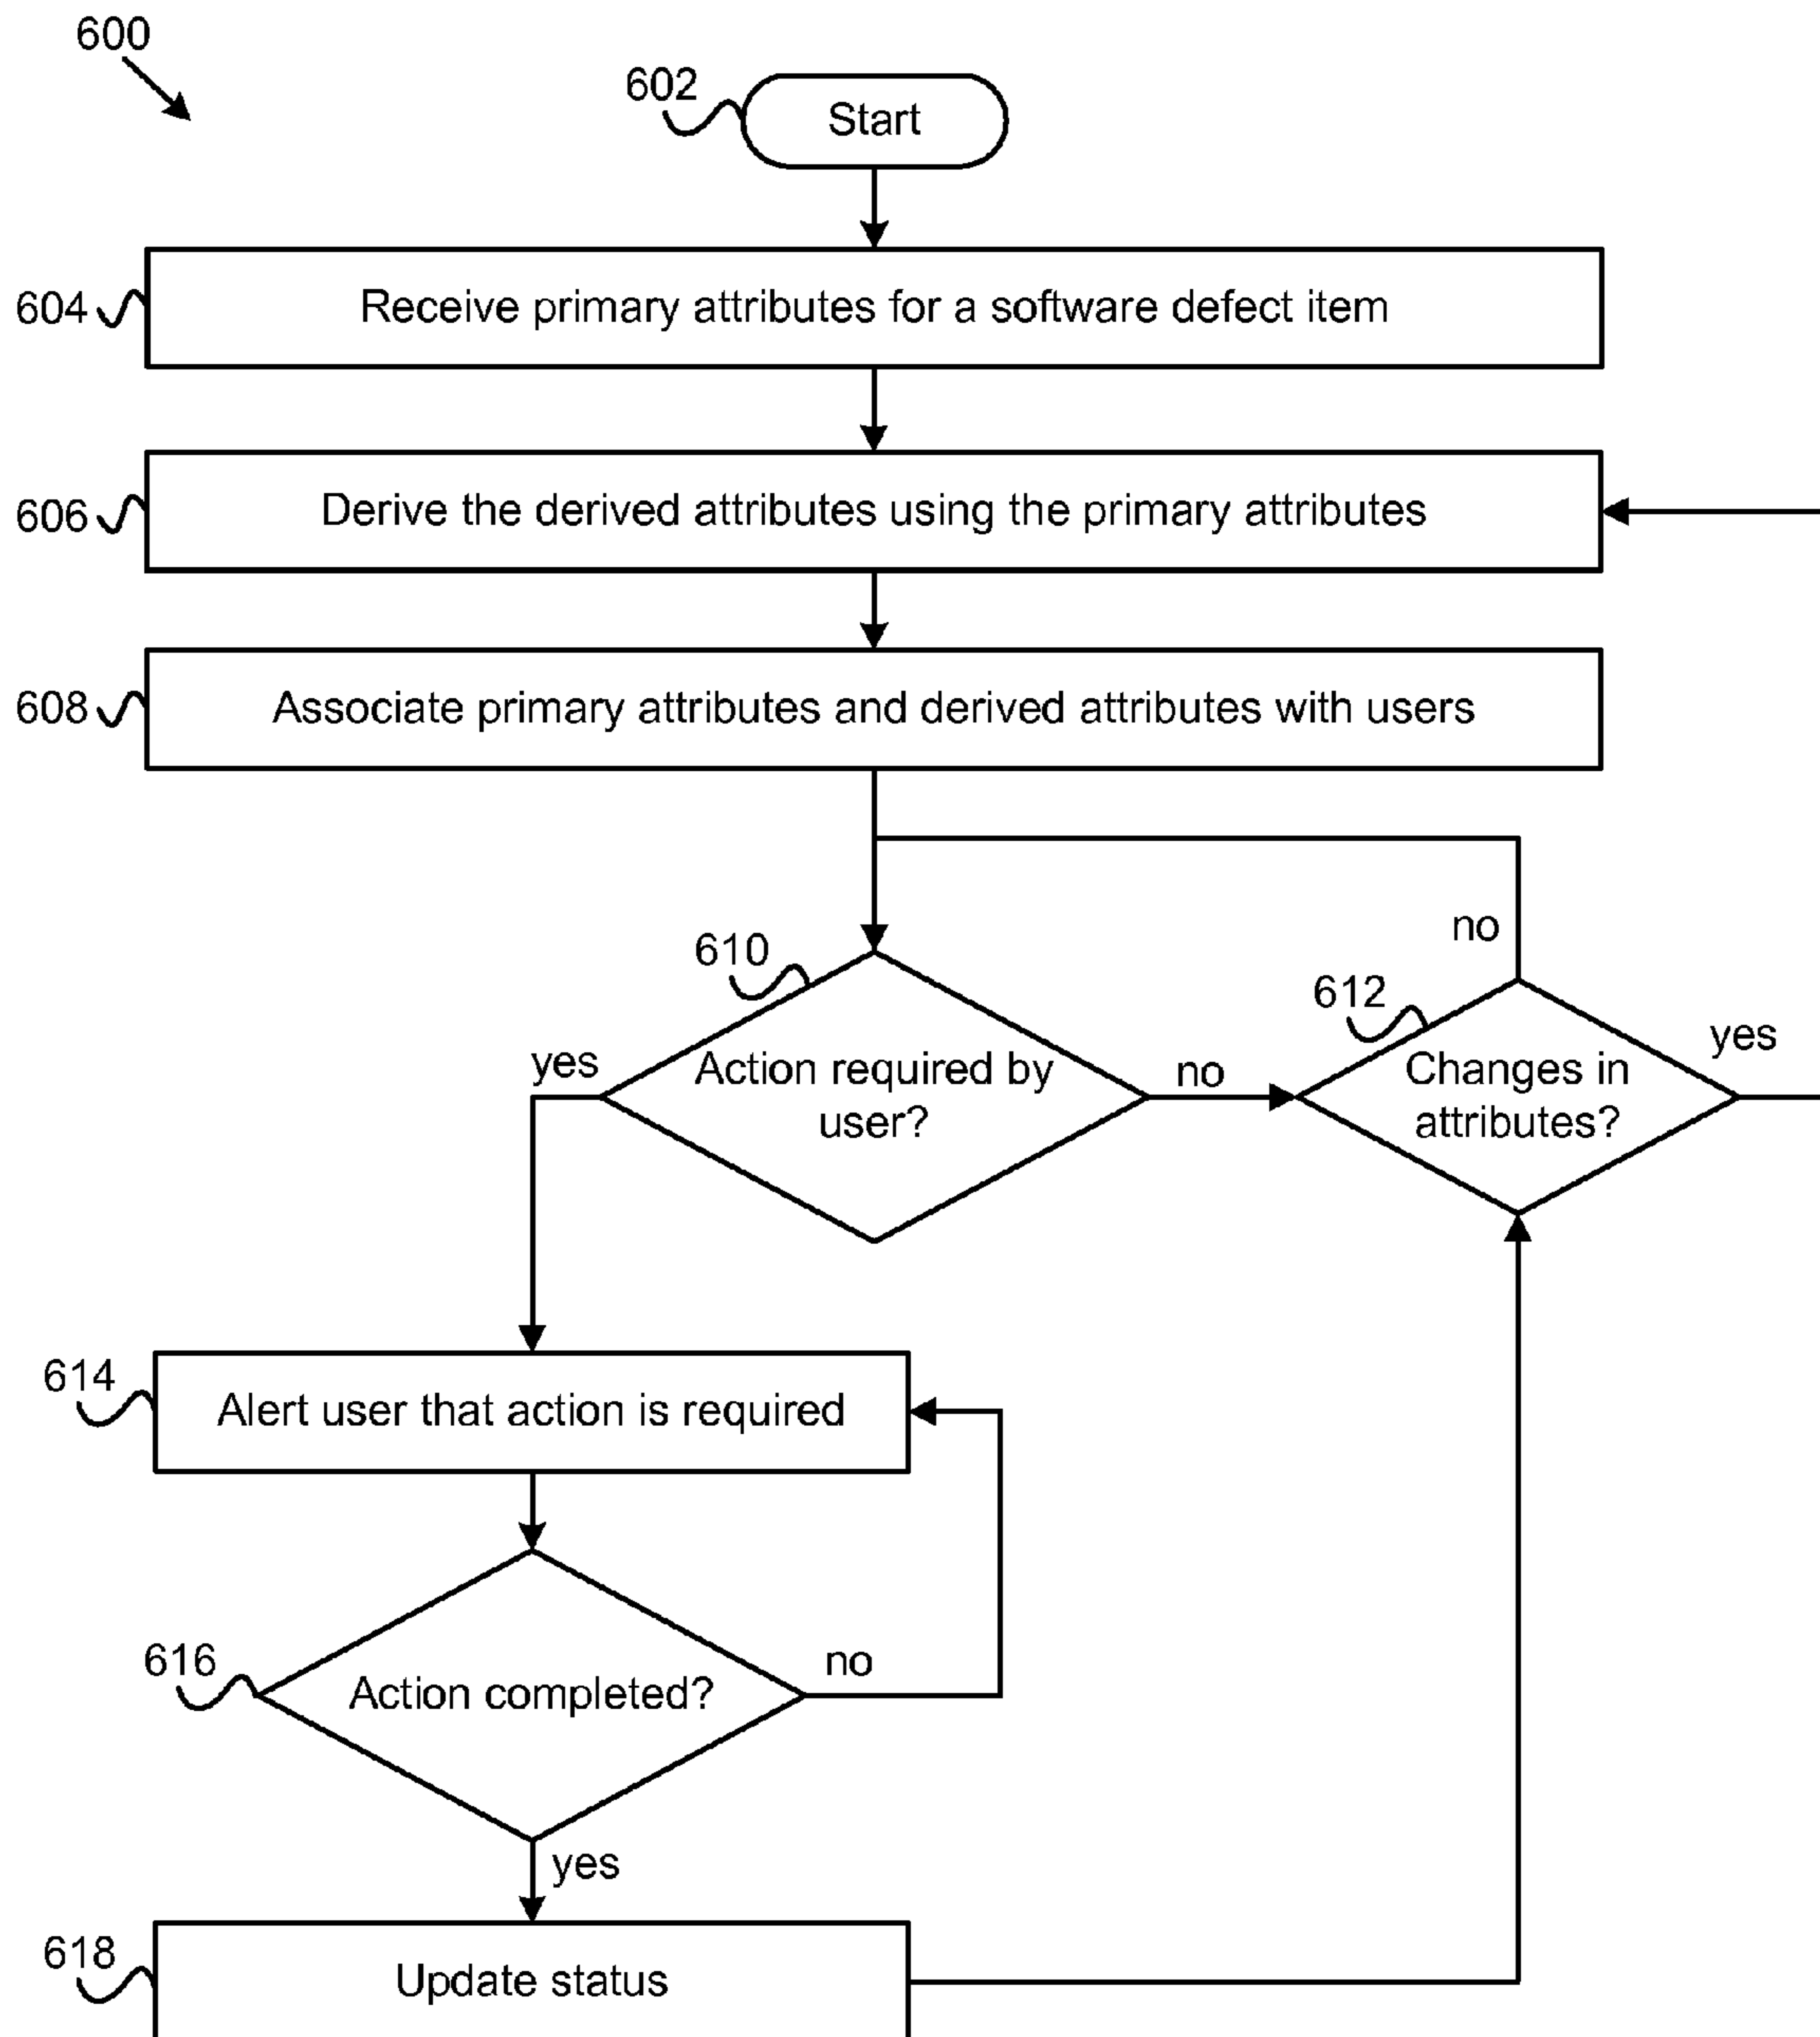 600
602
Start
604
Receive primary attributes for a software defect item
606
Derive the derived attributes using the primary attributes
608
Associate primary attributes and derived attributes with users
610
Action required by
user?
yes
no
612
Changes in
attributes?
no
yes
614
Alert user that action is required
616
Action completed?
no
yes
618
Update status